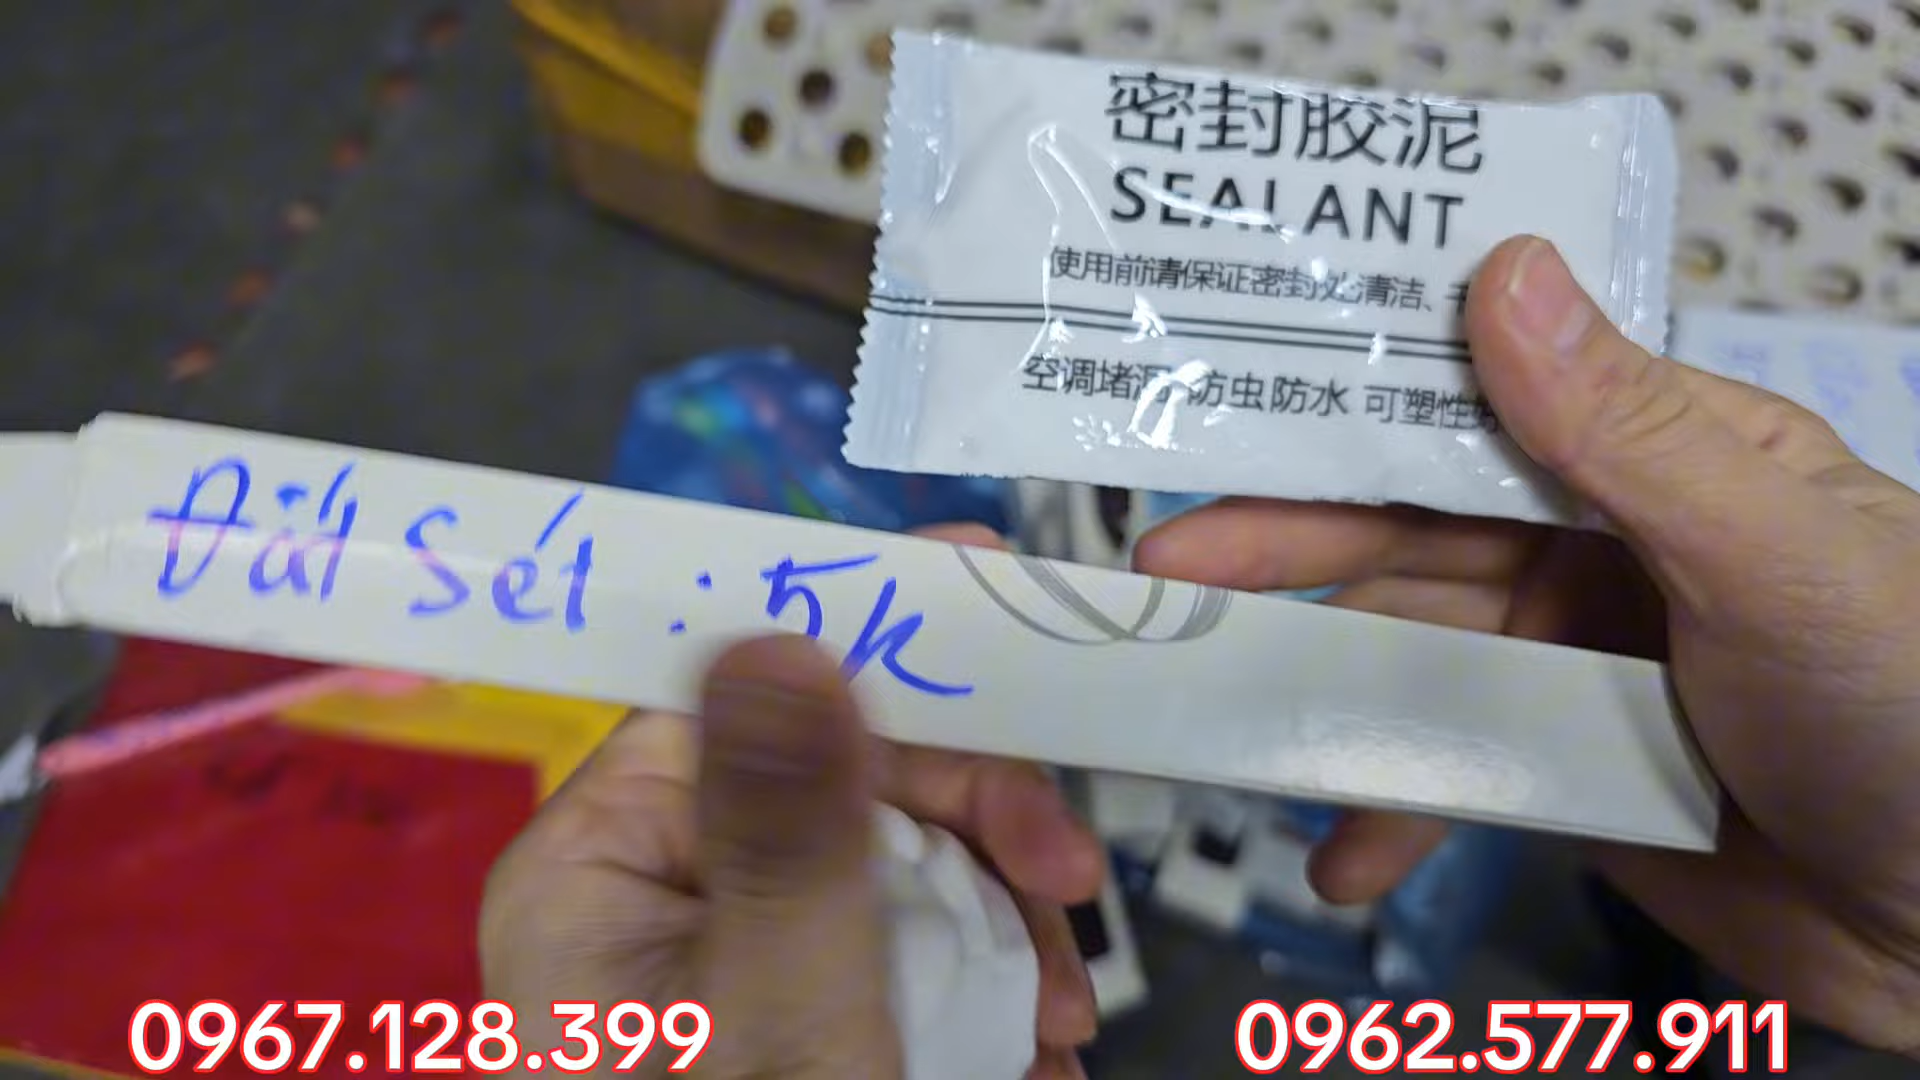 密封胶泥
SEALANT
使用前请保证密封处清洁、
空调堵泥 防虫防水 可塑性
Đất sét : 5k
0967.128.399
0962.577.911